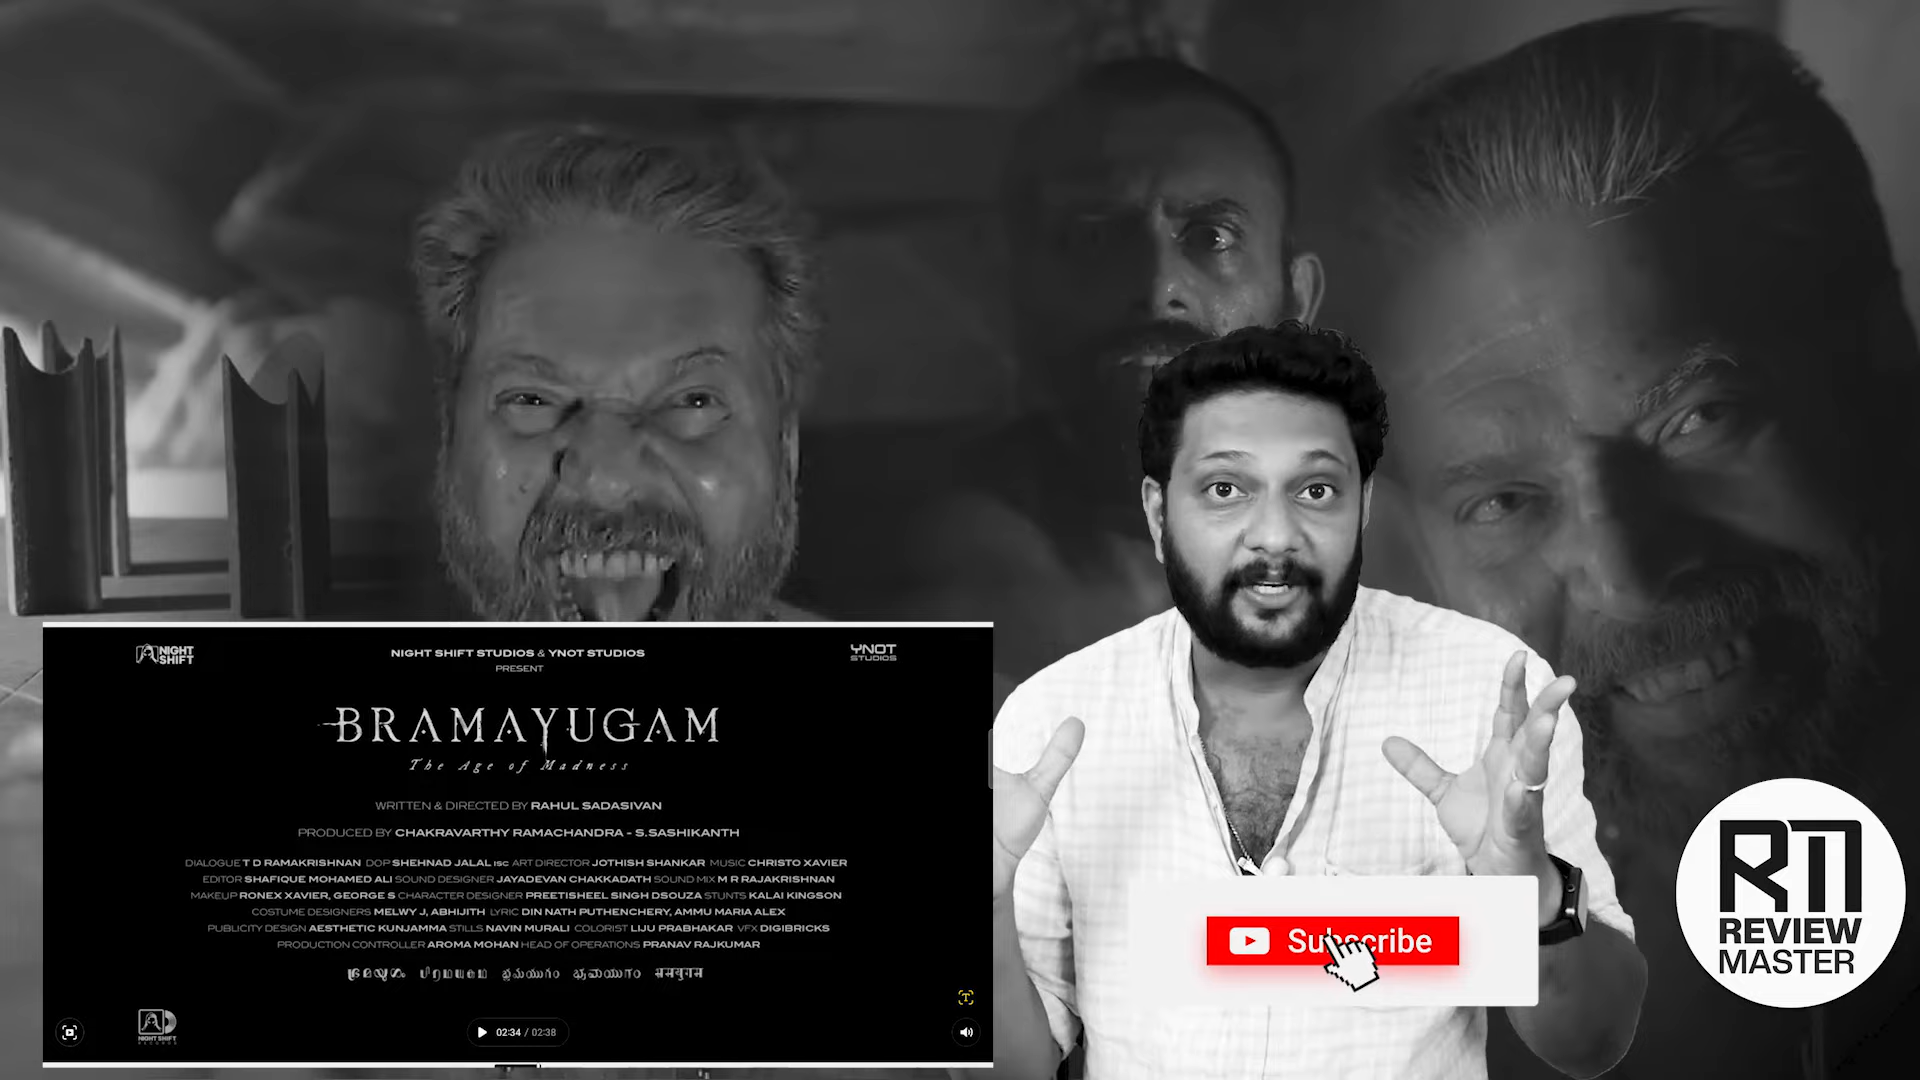 NIGHT SHIFT
NIGHT SHIFT STUDIOS & YNOT STUDIOS
PRESENT
YNOT STUDIOS
BRAMAYUGAM
The Age of Madness
WRITTEN & DIRECTED BY RAHUL SADASIVAN
PRODUCED BY CHAKRAVARTHY RAMACHANDRA - S.SASHIKANTH
DIALOGUE T D RAMAKRISHNAN DOP SHEHNAD JALAL ISC ART DIRECTOR JOTHISH SHANKAR MUSIC CHRISTO XAVIER
EDITOR SHAFIQUE MOHAMED ALI SOUND DESIGNER JAYADEVAN CHAKKADATH SOUND MIX M R RAJAKRISHNAN
MAKEUP RONEX XAVIER, GEORGE S CHARACTER DESIGNER PREETISHEEL SINGH DSOUZA STUNTS KALAI KINGSON
COSTUME DESIGNERS MELWY J, ABHIJITH LYRIC DIN NATH PUTHENCHERY, AMMU MARIA ALEX
PUBLICITY DESIGN AESTHETIC KUNJAMMA STILLS NAVIN MURALI COLORIST LIJU PRABHAKAR VFX DIGIBRICKS
PRODUCTION CONTROLLER AROMA MOHAN HEAD OF OPERATIONS PRANAV RAJKUMAR
T
NIGHT SHIFT
RECORDS
02:34 / 02:38
Subscribe
RM
REVIEW
MASTER